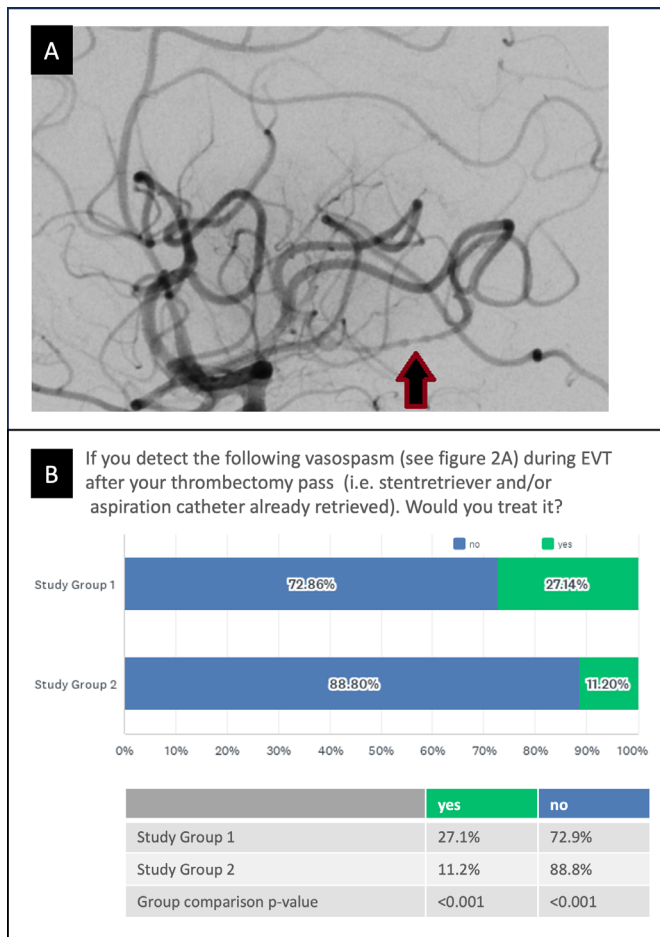 A
B
If you detect the following vasospasm (see figure 2A) during EVT
after your thrombectomy pass (i.e. stentretriever and/or
aspiration catheter already retrieved). Would you treat it?
no yes
Study Group 1 72.86% 27.14%
Study Group 2 88.80% 11.20%
0% 10% 20% 30% 40% 50% 60% 70% 80% 90% 100%
yes no
Study Group 1 27.1% 72.9%
Study Group 2 11.2% 88.8%
Group comparison p-value <0.001 <0.001